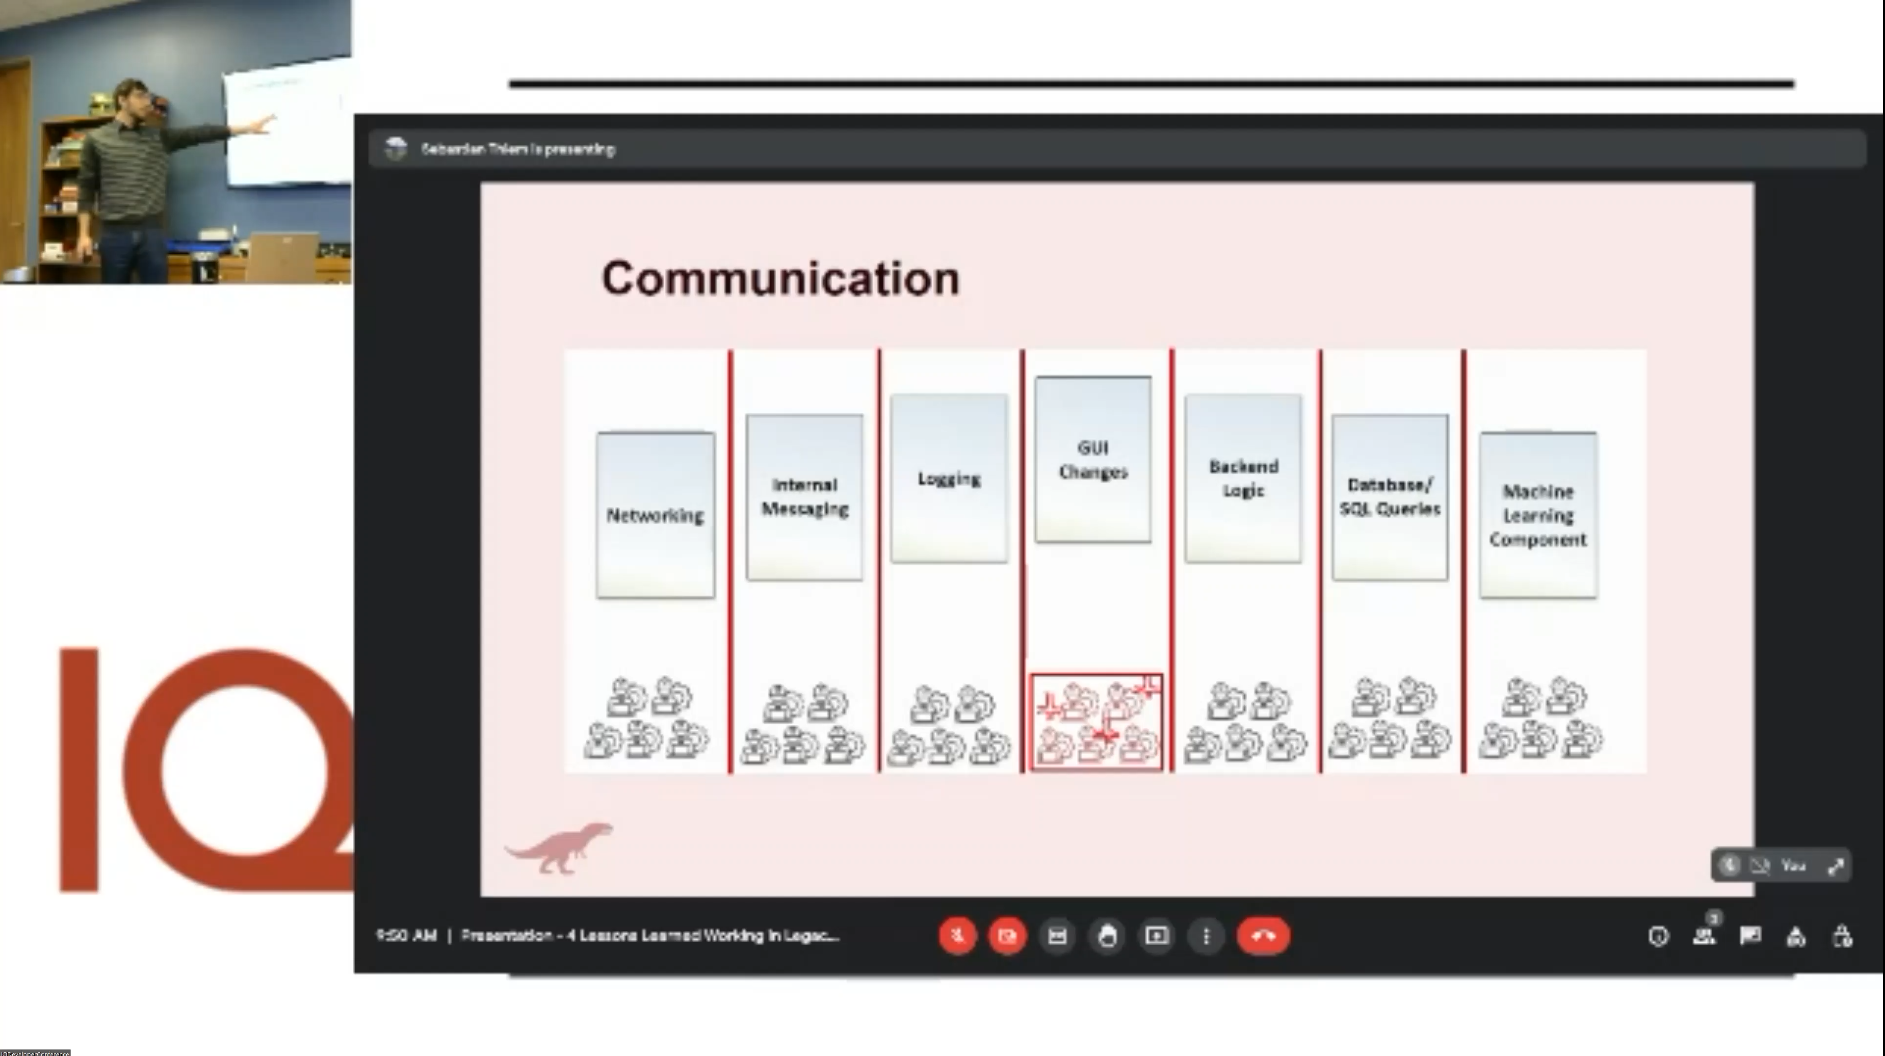 Sebastian Thiem is presenting
Communication
Networking
Internal
Messaging
Logging
GUI
Changes
Backend
Logic
Database/
SQL Queries
Machine
Learning
Component
IQ
You
9:50 AM | Presentation - 4 Lessons Learned Working in Legac...